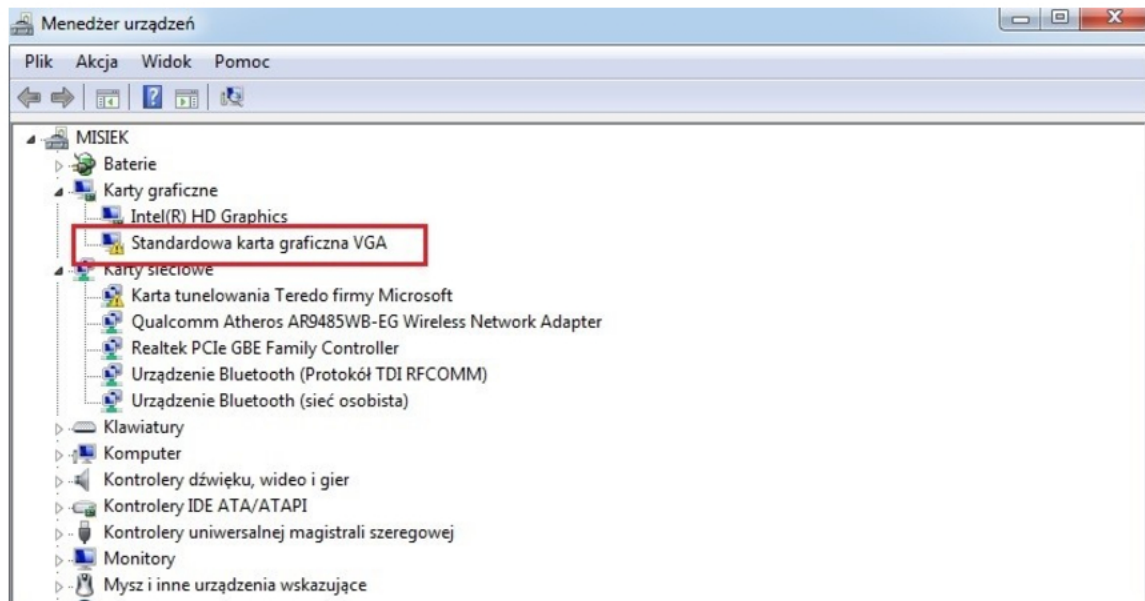 Menedżer urządzeń
Plik Akcja Widok Pomoc
MISIEK
Baterie
Karty graficzne
Intel(R) HD Graphics
Standardowa karta graficzna VGA
Karty sieciowe
Karta tunelowania Teredo firmy Microsoft
Qualcomm Atheros AR9485WB-EG Wireless Network Adapter
Realtek PCIe GBE Family Controller
Urządzenie Bluetooth (Protokół TDI RFCOMM)
Urządzenie Bluetooth (sieć osobista)
Klawiatury
Komputer
Kontrolery dźwięku, wideo i gier
Kontrolery IDE ATA/ATAPI
Kontrolery uniwersalnej magistrali szeregowej
Monitory
Mysz i inne urządzenia wskazujące